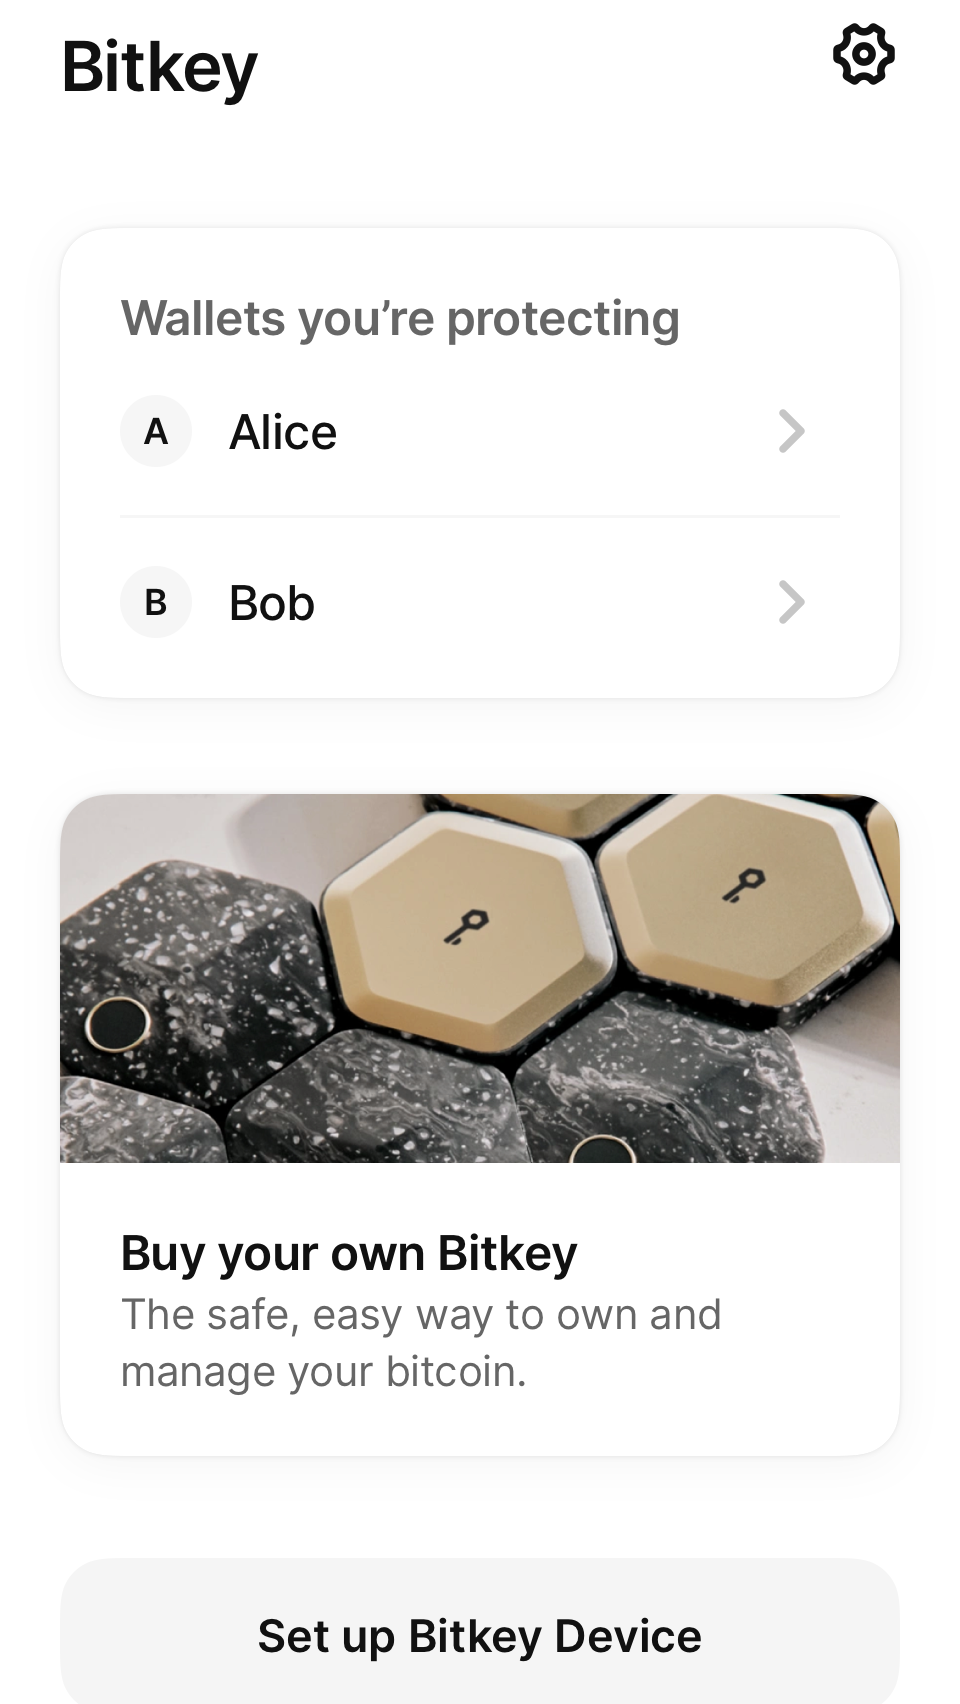 Bitkey
Wallets you’re protecting
A Alice
B Bob
Buy your own Bitkey
The safe, easy way to own and
manage your bitcoin.
Set up Bitkey Device